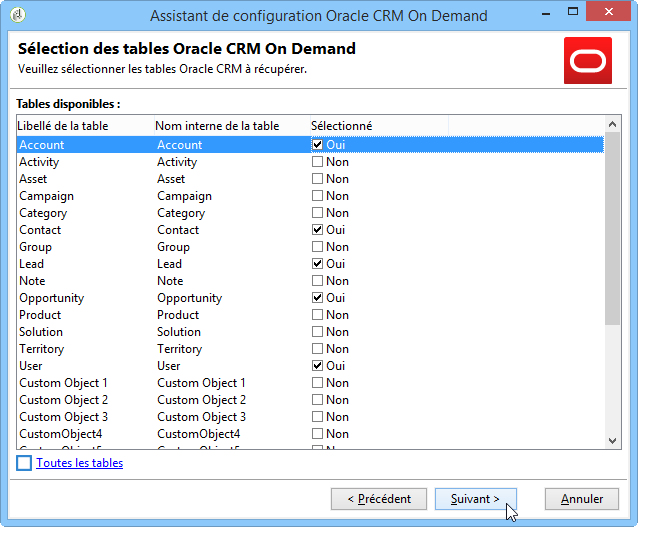 Assistant de configuration Oracle CRM On Demand
Sélection des tables Oracle CRM On Demand
Veuillez sélectionner les tables Oracle CRM à récupérer.
Tables disponibles :
Libellé de la table Nom interne de la table Sélectionné
Account Account Oui
Activity Activity Non
Asset Asset Non
Campaign Campaign Non
Category Category Non
Contact Contact Oui
Group Group Non
Lead Lead Oui
Note Note Non
Opportunity Opportunity Oui
Product Product Non
Solution Solution Non
Territory Territory Non
User User Oui
Custom Object 1 Custom Object 1 Non
Custom Object 2 Custom Object 2 Non
Custom Object 3 Custom Object 3 Non
CustomObject4 CustomObject4 Non
Toutes les tables
< Précédent Suivant > Annuler